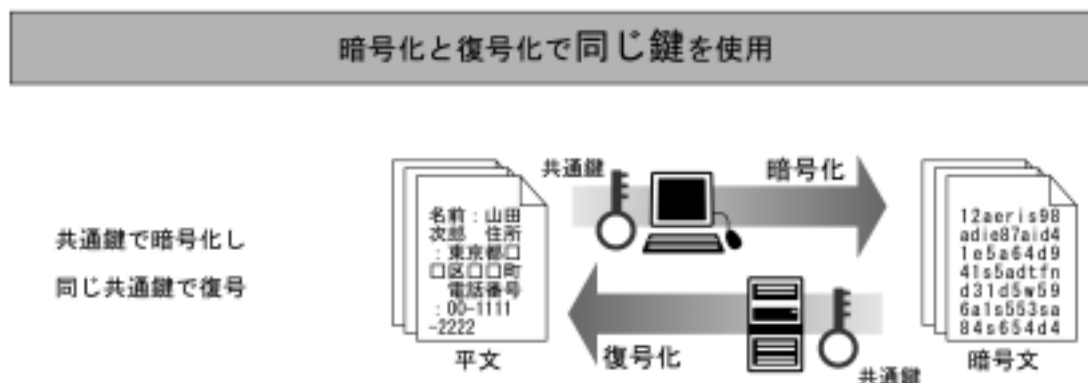 暗号化と復号化で同じ鍵を使用
共通鍵で暗号化し
同じ共通鍵で復号
名前：山田
次郎　住所
：東京都□
□区□□町
電話番号
：00-1111
-2222
平文
共通鍵
暗号化
復号化
共通鍵
12aeris98
adie87aid4
1e5a64d9
41s5adtfn
d31d5w59
6a1s553sa
84s654d4
暗号文